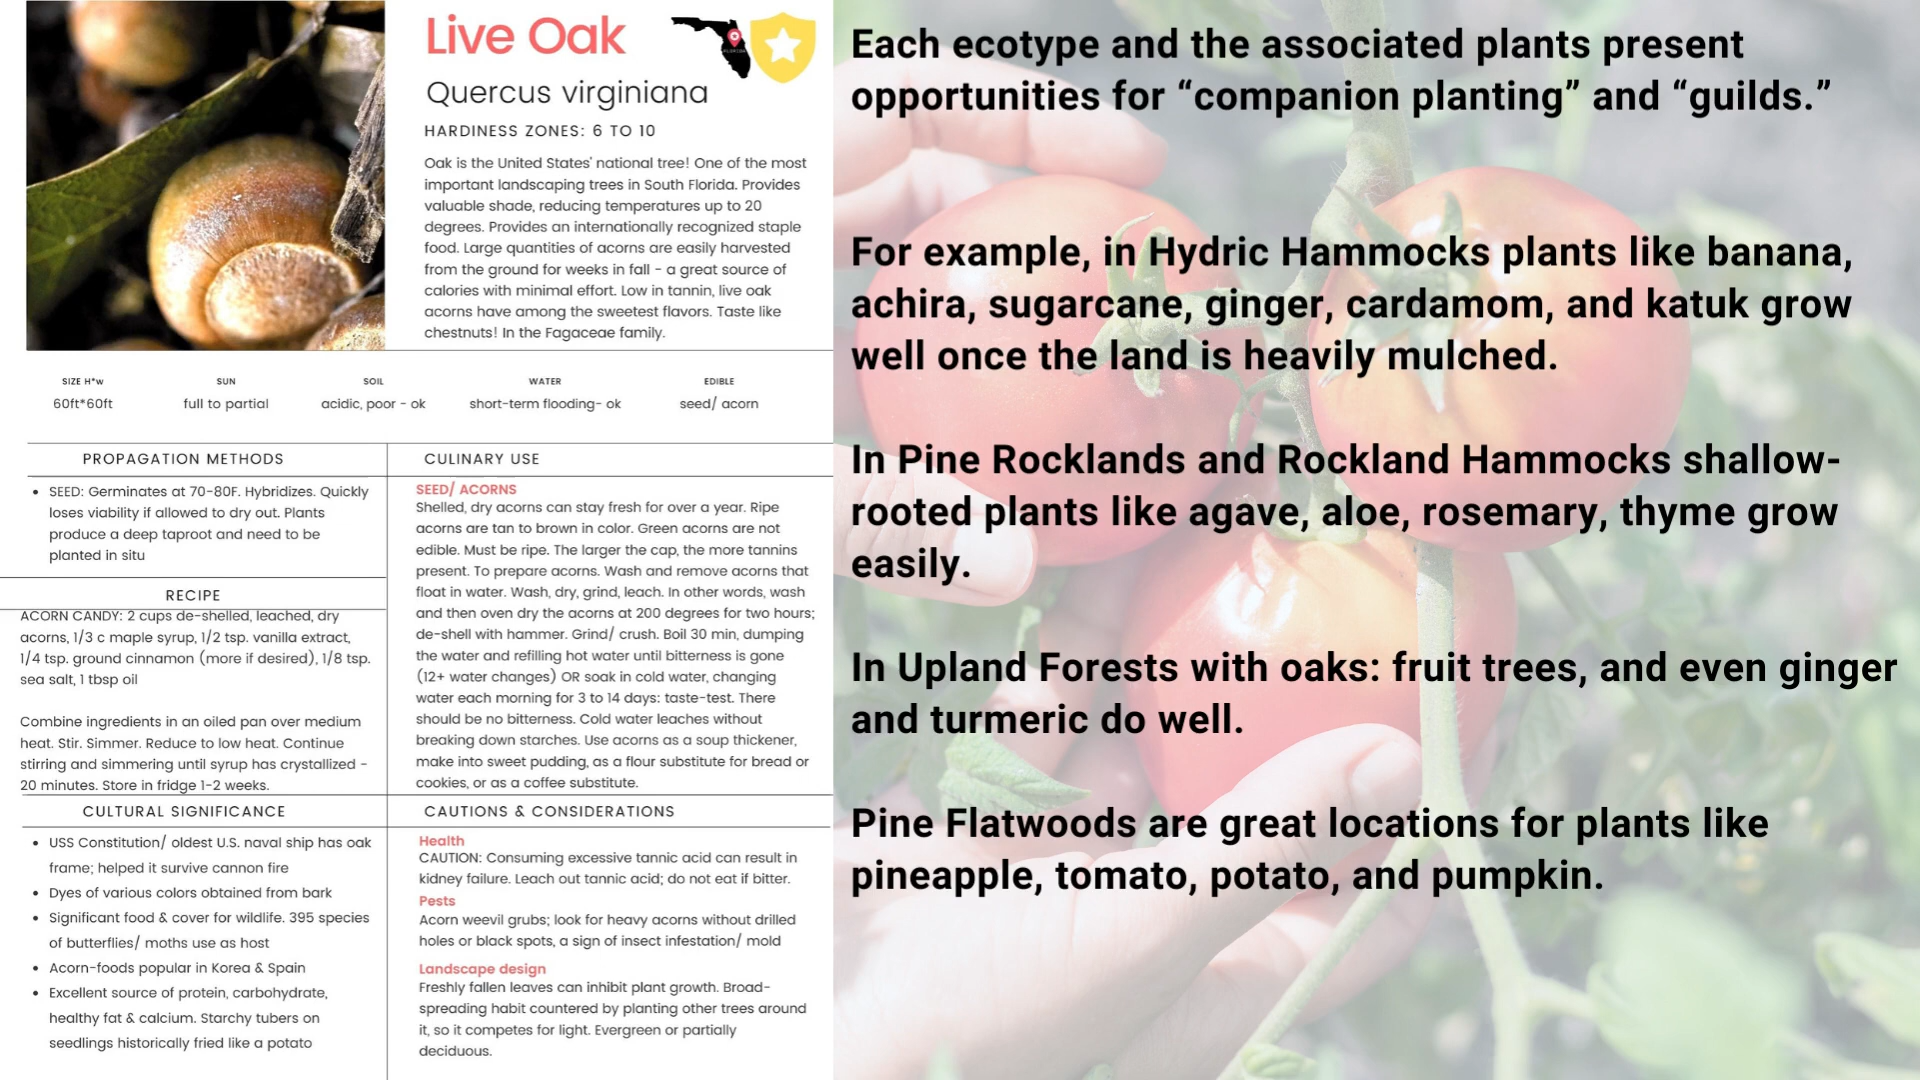 Live Oak
Quercus virginiana
HARDINESS ZONES: 6 TO 10
Oak is the United States' national tree! One of the most
important landscaping trees in South Florida. Provides
valuable shade, reducing temperatures up to 20
degrees. Provides an internationally recognized staple
food. Large quantities of acorns are easily harvested
from the ground for weeks in fall - a great source of
calories with minimal effort. Low in tannin, live oak
acorns have among the sweetest flavors. Taste like
chestnuts! In the Fagaceae family.
SIZE H*W
60ft*60ft
SUN
full to partial
SOIL
acidic, poor - ok
WATER
short-term flooding- ok
EDIBLE
seed/ acorn
PROPAGATION METHODS
• SEED: Germinates at 70-80F. Hybridizes. Quickly
loses viability if allowed to dry out. Plants
produce a deep taproot and need to be
planted in situ
RECIPE
ACORN CANDY: 2 cups de-shelled, leached, dry
acorns, 1/3 c maple syrup, 1/2 tsp. vanilla extract,
1/4 tsp. ground cinnamon (more if desired), 1/8 tsp.
sea salt, 1 tbsp oil
Combine ingredients in an oiled pan over medium
heat. Stir. Simmer. Reduce to low heat. Continue
stirring and simmering until syrup has crystallized -
20 minutes. Store in fridge 1-2 weeks.
CULTURAL SIGNIFICANCE
• USS Constitution/ oldest U.S. naval ship has oak
frame; helped it survive cannon fire
• Dyes of various colors obtained from bark
• Significant food & cover for wildlife. 395 species
of butterflies/ moths use as host
• Acorn-foods popular in Korea & Spain
• Excellent source of protein, carbohydrate,
healthy fat & calcium. Starchy tubers on
seedlings historically fried like a potato
CULINARY USE
SEED/ ACORNS
Shelled, dry acorns can stay fresh for over a year. Ripe
acorns are tan to brown in color. Green acorns are not
edible. Must be ripe. The larger the cap, the more tannins
present. To prepare acorns. Wash and remove acorns that
float in water. Wash, dry, grind, leach. In other words, wash
and then oven dry the acorns at 200 degrees for two hours;
de-shell with hammer. Grind/ crush. Boil 30 min, dumping
the water and refilling hot water until bitterness is gone
(12+ water changes) OR soak in cold water, changing
water each morning for 3 to 14 days: taste-test. There
should be no bitterness. Cold water leaches without
breaking down starches. Use acorns as a soup thickener,
make into sweet pudding, as a flour substitute for bread or
cookies, or as a coffee substitute.
CAUTIONS & CONSIDERATIONS
Health
CAUTION: Consuming excessive tannic acid can result in
kidney failure. Leach out tannic acid; do not eat if bitter.
Pests
Acorn weevil grubs; look for heavy acorns without drilled
holes or black spots, a sign of insect infestation/ mold
Landscape design
Freshly fallen leaves can inhibit plant growth. Broad-
spreading habit countered by planting other trees around
it, so it competes for light. Evergreen or partially
deciduous.
Each ecotype and the associated plants present
opportunities for “companion planting” and “guilds.”
For example, in Hydric Hammocks plants like banana,
achira, sugarcane, ginger, cardamom, and katuk grow
well once the land is heavily mulched.
In Pine Rocklands and Rockland Hammocks shallow-
rooted plants like agave, aloe, rosemary, thyme grow
easily.
In Upland Forests with oaks: fruit trees, and even ginger
and turmeric do well.
Pine Flatwoods are great locations for plants like
pineapple, tomato, potato, and pumpkin.